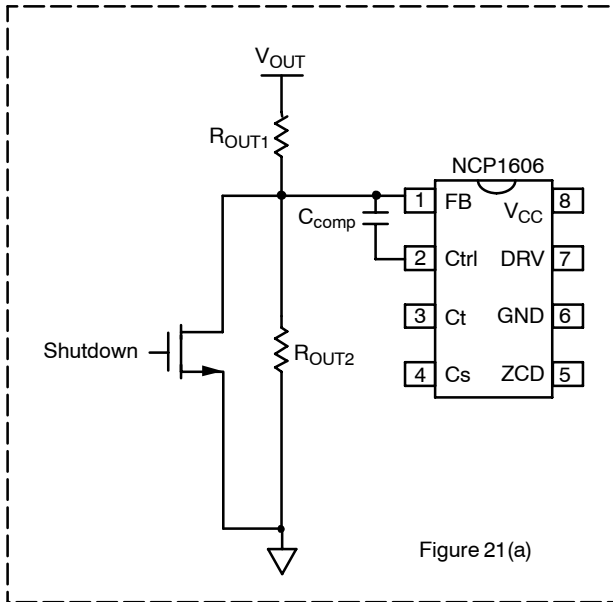 VOUT
ROUT1
NCP1606
1 FB VCC 8
Ccomp
2 Ctrl DRV 7
3 Ct GND 6
Shutdown
ROUT2
4 Cs ZCD 5
Figure 21(a)